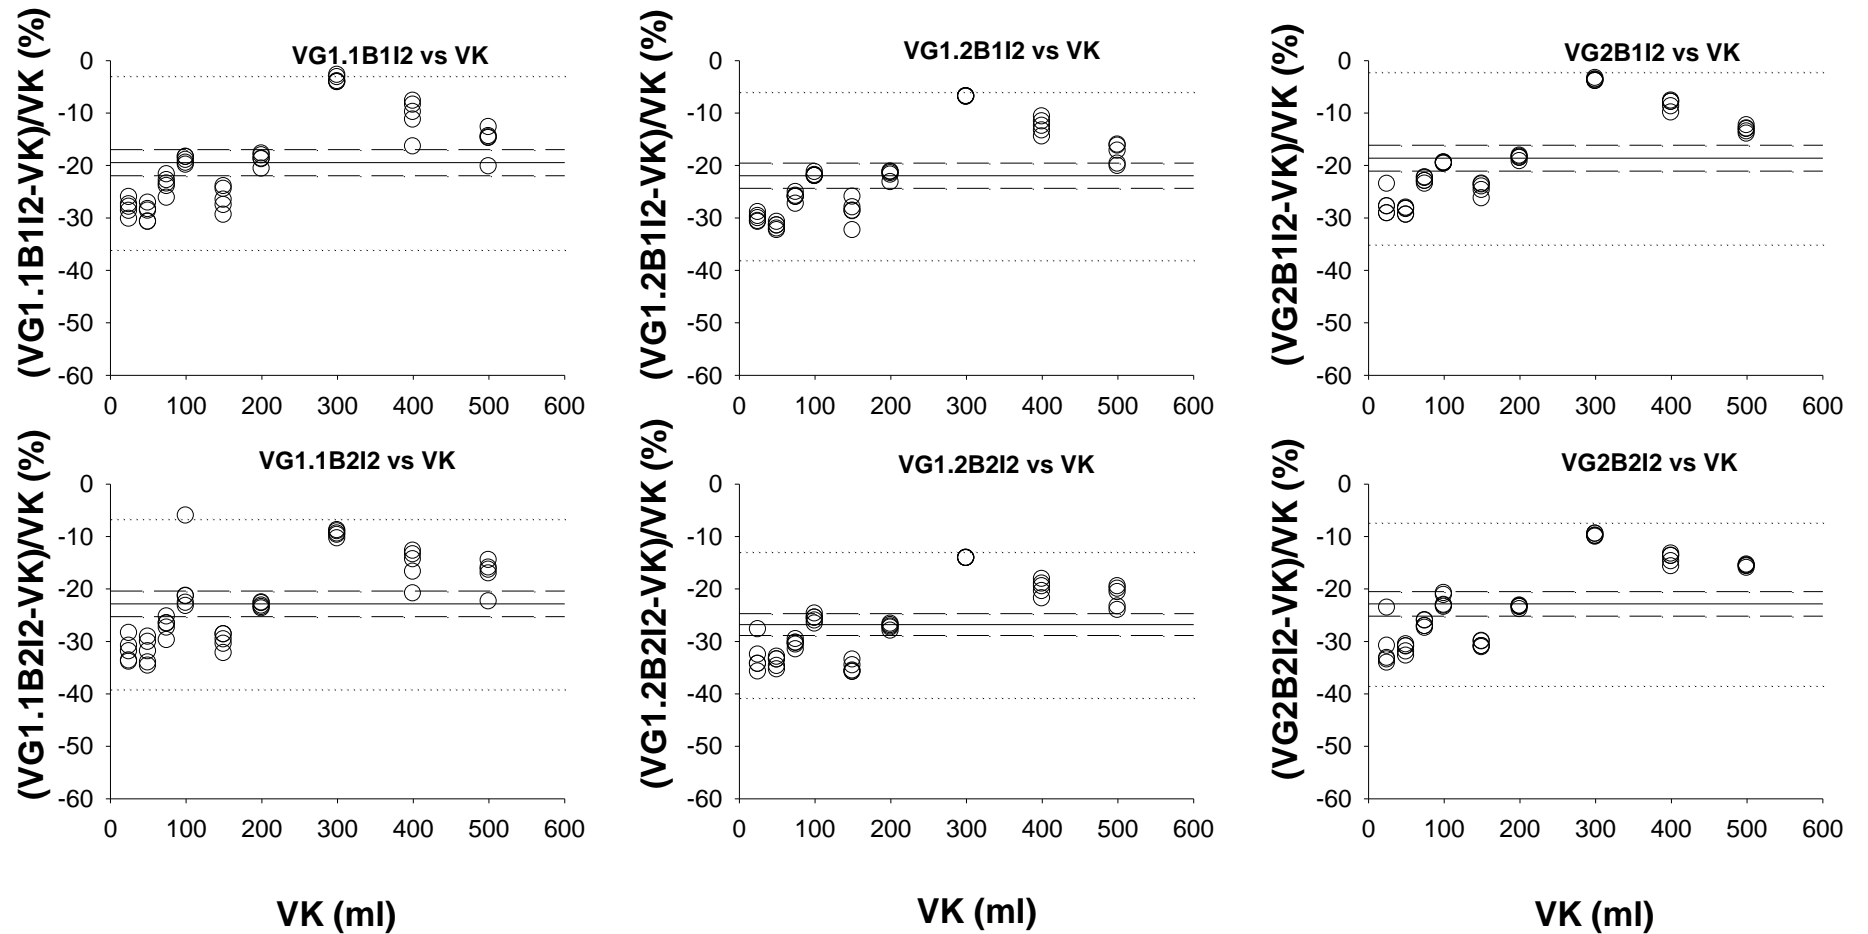 VG1.1B1I2 vs VK
(VG1.1B1I2-VK)/VK (%)
0
-10
-20
-30
-40
-50
-60
0 100 200 300 400 500 600
VG1.2B1I2 vs VK
(VG1.2B1I2-VK)/VK (%)
0
-10
-20
-30
-40
-50
-60
0 100 200 300 400 500 600
VG2B1I2 vs VK
(VG2B1I2-VK)/VK (%)
0
-10
-20
-30
-40
-50
-60
0 100 200 300 400 500 600
VG1.1B2I2 vs VK
(VG1.1B2I2-VK)/VK (%)
0
-10
-20
-30
-40
-50
-60
0 100 200 300 400 500 600
VK (ml)
VG1.2B2I2 vs VK
(VG1.2B2I2-VK)/VK (%)
0
-10
-20
-30
-40
-50
-60
0 100 200 300 400 500 600
VK (ml)
VG2B2I2 vs VK
(VG2B2I2-VK)/VK (%)
0
-10
-20
-30
-40
-50
-60
0 100 200 300 400 500 600
VK (ml)